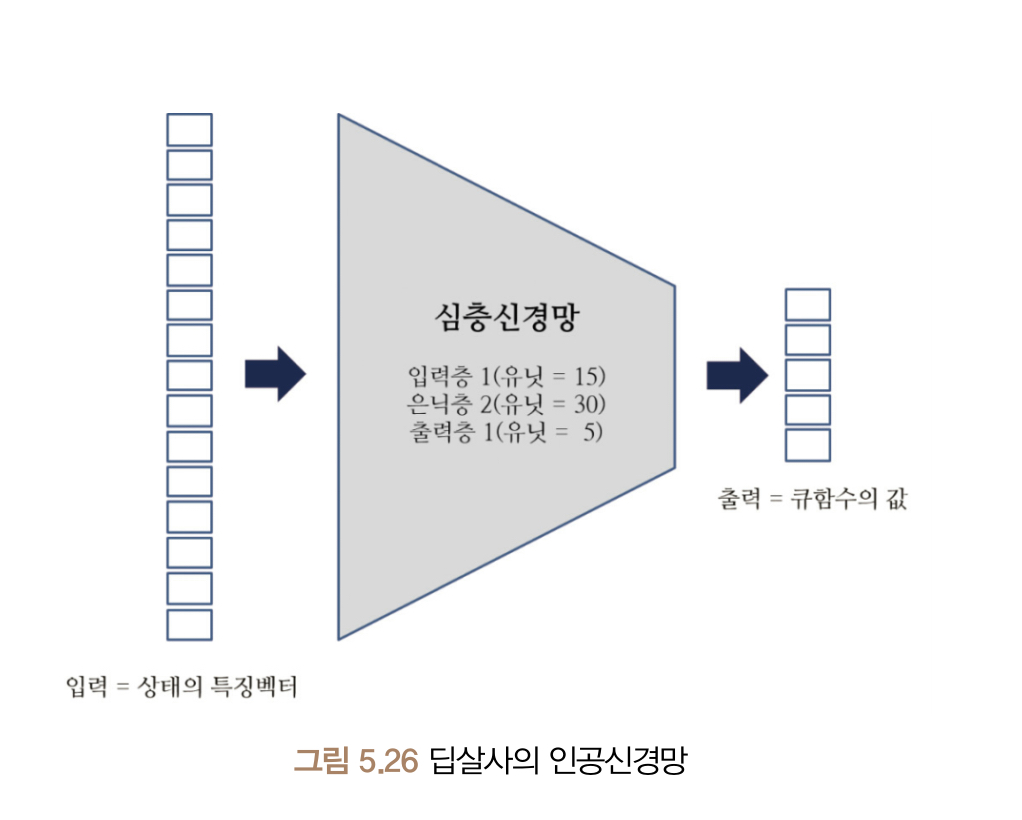 심층신경망
입력층 1(유닛 = 15)
은닉층 2(유닛 = 30)
출력층 1(유닛 = 5)
출력 = 큐함수의 값
입력 = 상태의 특징벡터
그림 5.26 딥살사의 인공신경망